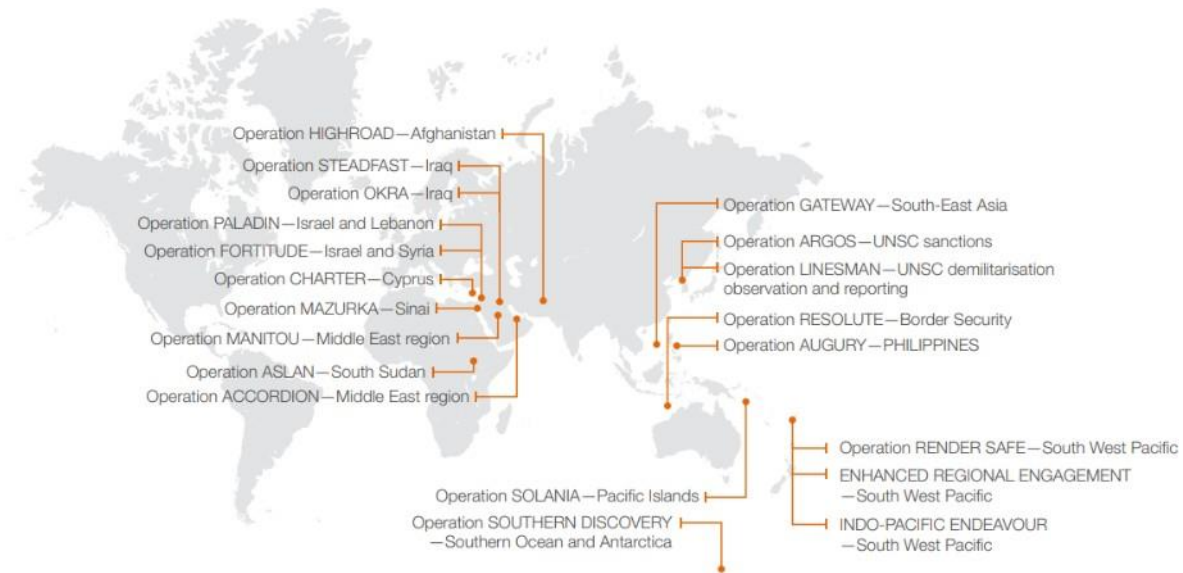 Operation HIGHROAD—Afghanistan
Operation STEADFAST—Iraq
Operation OKRA—Iraq
Operation PALADIN—Israel and Lebanon
Operation FORTITUDE—Israel and Syria
Operation CHARTER—Cyprus
Operation MAZURKA—Sinai
Operation MANITOU—Middle East region
Operation ASLAN—South Sudan
Operation ACCORDION—Middle East region
Operation GATEWAY—South-East Asia
Operation ARGOS—UNSC sanctions
Operation LINESMAN—UNSC demilitarisation
observation and reporting
Operation RESOLUTE—Border Security
Operation AUGURY—PHILIPPINES
Operation RENDER SAFE—South West Pacific
ENHANCED REGIONAL ENGAGEMENT
—South West Pacific
INDO-PACIFIC ENDEAVOUR
—South West Pacific
Operation SOLANIA—Pacific Islands
Operation SOUTHERN DISCOVERY
—Southern Ocean and Antarctica